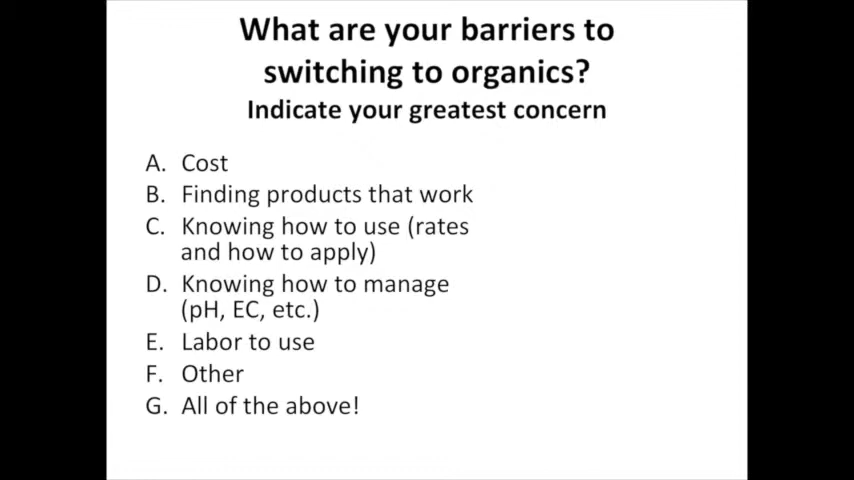 What are your barriers to
switching to organics?
Indicate your greatest concern
A. Cost
B. Finding products that work
C. Knowing how to use (rates
and how to apply)
D. Knowing how to manage
(pH, EC, etc.)
E. Labor to use
F. Other
G. All of the above!